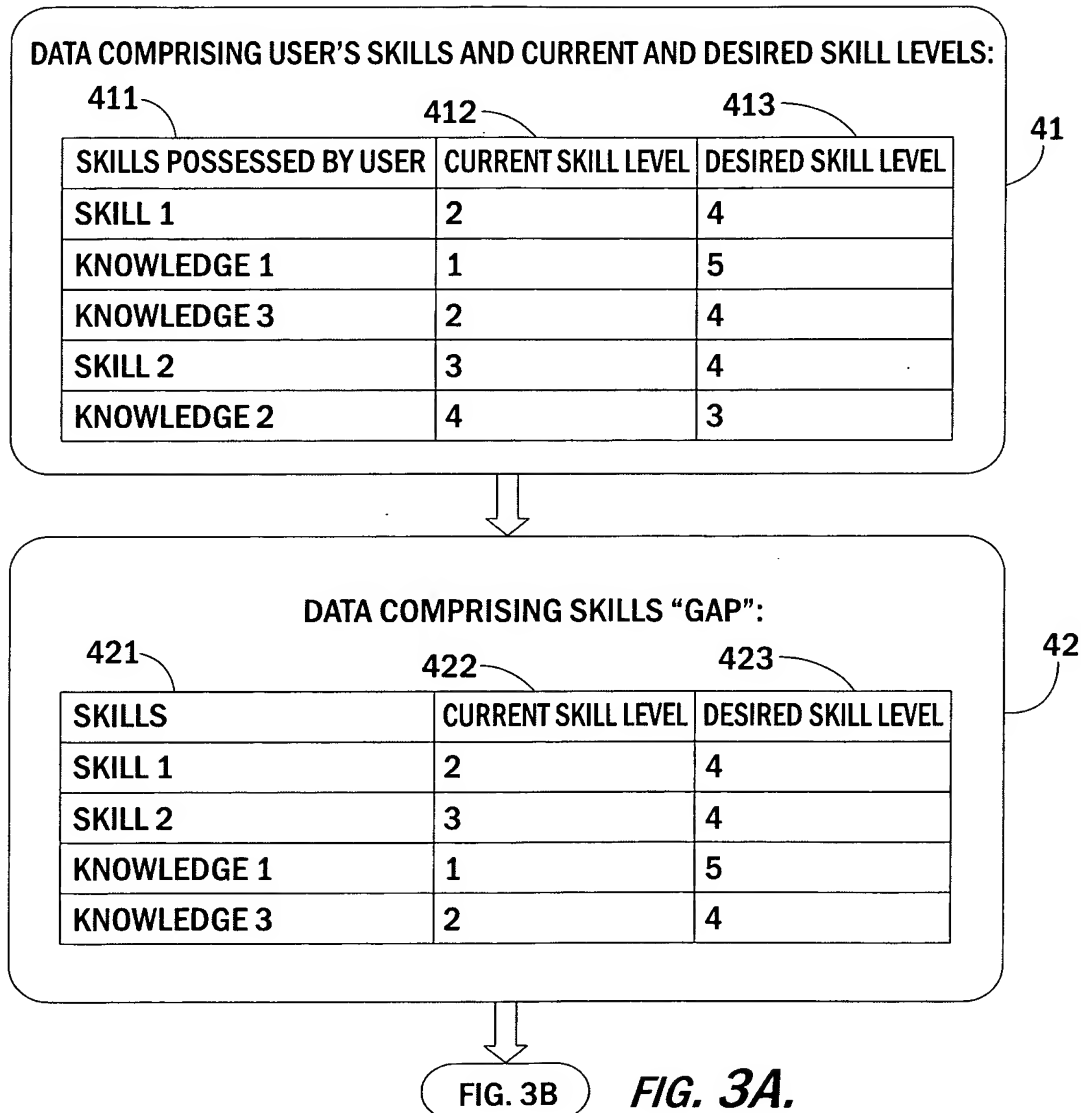 DATA COMPRISING USER'S SKILLS AND CURRENT AND DESIRED SKILL LEVELS:
411 412 413
41
SKILLS POSSESSED BY USER CURRENT SKILL LEVEL DESIRED SKILL LEVEL
SKILL 1 2 4
KNOWLEDGE 1 1 5
KNOWLEDGE 3 2 4
SKILL 2 3 4
KNOWLEDGE 2 4 3
DATA COMPRISING SKILLS “GAP”:
421 422 423
42
SKILLS CURRENT SKILL LEVEL DESIRED SKILL LEVEL
SKILL 1 2 4
SKILL 2 3 4
KNOWLEDGE 1 1 5
KNOWLEDGE 3 2 4
FIG. 3B FIG. 3A.